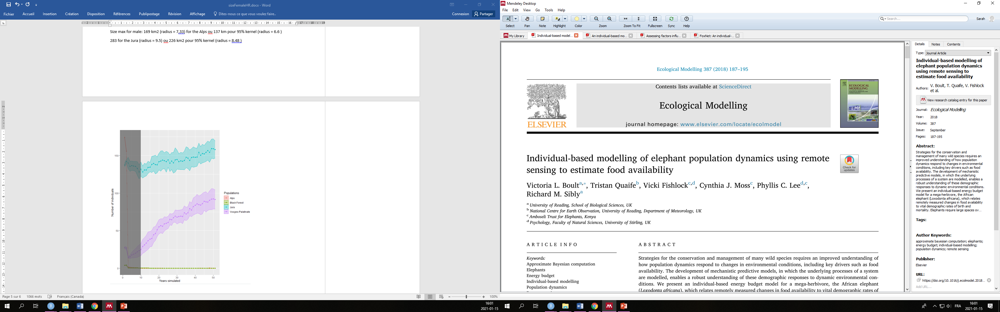 sizeFemaleHR.docx - Word
Fichier Accueil Insertion Création Disposition Références Publipostage Révision Affichage Dites-nous ce que vous voulez faire.. Connexion Partager
Size max for male: 169 km2 (radius = 7,33) for the Alps ou 137 km pour 95% kernel (radius = 6.6 )
283 for the Jura (radius = 9.5) ou 226 km2 pour 95% kernel (radius = 8.48 )
150
100
50
0
Number of individuals
0 10 20 30 40 50
Years simulated
Populations
Alps
Black Forest
Jura
Vosges-Palatinate
Page 5 sur 6 1066 mots Français (Canada) 100%
16:01
2021-01-15
Mendeley Desktop
File Edit View Go Tools Help
Select Pan Note Highlight Color Zoom Zoom To Fit Fullscreen Sync Help
Search... Sarah
My Library Individual-based model... An individual-based mo... Assessing factors influ... FoxNet: An individual-...
Ecological Modelling 387 (2018) 187–195
Contents lists available at ScienceDirect
Ecological Modelling
journal homepage: www.elsevier.com/locate/ecolmodel
ELSEVIER
ECOLOGICAL
MODELLING
Individual-based modelling of elephant population dynamics using remote
sensing to estimate food availability
Check for
updates
Victoria L. Boult a,*, Tristan Quaife b, Vicki Fishlock c,d, Cynthia J. Moss c, Phyllis C. Lee d,c,
Richard M. Sibly a
a University of Reading, School of Biological Sciences, UK
b National Centre for Earth Observation, University of Reading, Department of Meteorology, UK
c Amboseli Trust for Elephants, Kenya
d Psychology, Faculty of Natural Sciences, University of Stirling, UK
ARTICLE INFO
Keywords:
Approximate Bayesian computation
Elephants
Energy budget
Individual-based modelling
Population dynamics
ABSTRACT
Strategies for the conservation and management of many wild species requires an improved understanding of
how population dynamics respond to changes in environmental conditions, including key drivers such as food
availability. The development of mechanistic predictive models, in which the underlying processes of a system
are modelled, enables a robust understanding of these demographic responses to dynamic environmental con-
ditions. We present an individual-based energy budget model for a mega-herbivore, the African elephant
(Loxodonta africana), which relates remotely measured changes in food availability to vital demographic rates of
Details Notes Contents
Type: Journal Article
Individual-based modelling of
elephant population dynamics
using remote sensing to
estimate food availability
Authors: V. Boult, T. Quaife, V. Fishlock
et al.
View research catalog entry for this paper
Journal: Ecological Modelling
Year: 2018
Volume: 387
Issue: September
Pages: 187-195
Abstract:
Strategies for the conservation and
management of many wild species requires an
improved understanding of how population
dynamics respond to changes in environmental
conditions, including key drivers such as food
availability. The development of mechanistic
predictive models, in which the underlying
processes of a system are modelled, enables a
robust understanding of these demographic
responses to dynamic environmental conditions.
We present an individual-based energy budget
model for a mega-herbivore, the African
elephant (Loxodonta africana), which relates
remotely measured changes in food availability
to vital demographic rates of birth and
mortality. Elephants require large spaces ov...
Tags:
Author Keywords:
approximate bayesian computation; elephants;
energy budget; individual-based modelling;
population dynamics; remote sensing
Publisher:
Elsevier
URL:
https://doi.org/10.1016/j.ecolmodel.2018...
Add URL...
FRA
16:01
2021-01-15